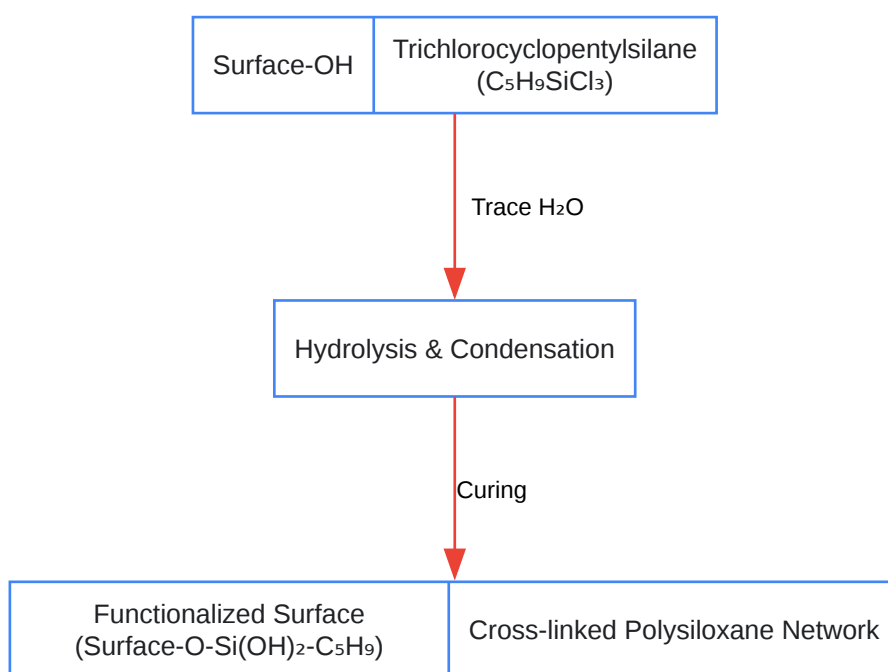 Surface-OH
Trichlorocyclopentylsilane
(C₅H₉SiCl₃)
Trace H₂O
Hydrolysis & Condensation
Curing
Functionalized Surface
(Surface-O-Si(OH)₂-C₅H₉)
Cross-linked Polysiloxane Network